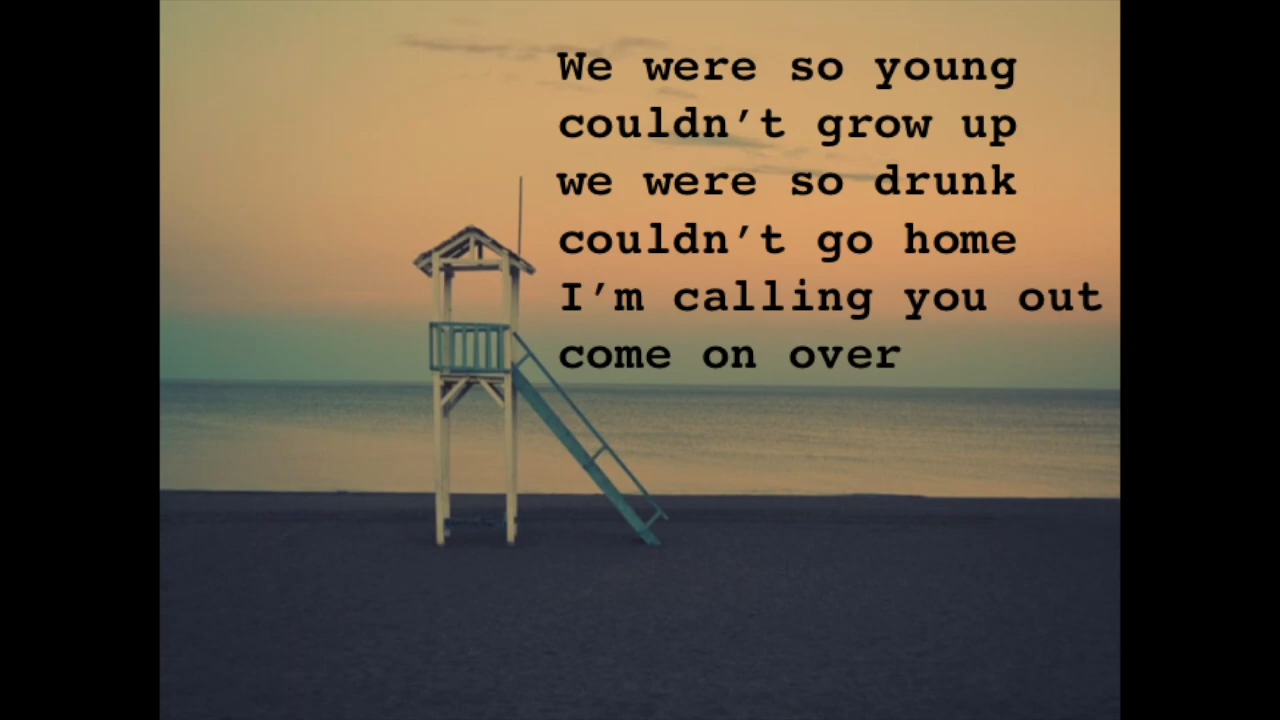 We were so young
couldn’t grow up
we were so drunk
couldn’t go home
I’m calling you out
come on over